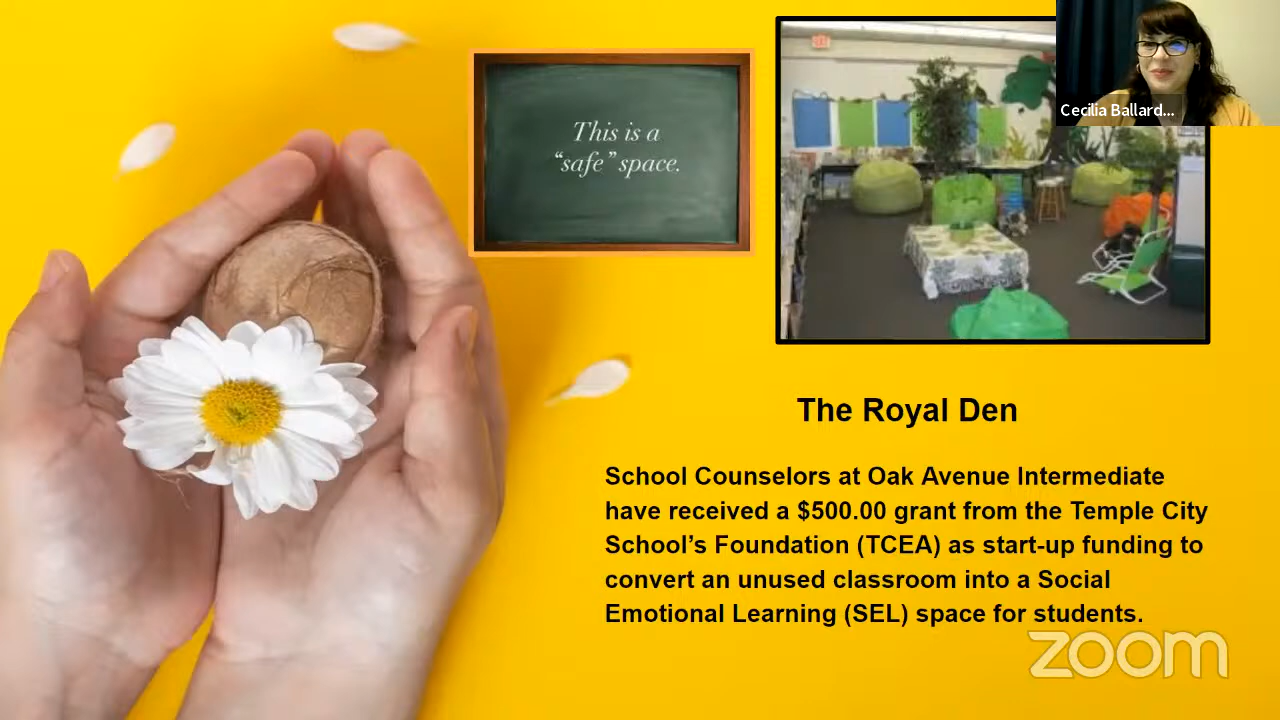 This is a
“safe” space.
Cecilia Ballard...
The Royal Den
School Counselors at Oak Avenue Intermediate
have received a $500.00 grant from the Temple City
School’s Foundation (TCEA) as start-up funding to
convert an unused classroom into a Social
Emotional Learning (SEL) space for students.
zoom